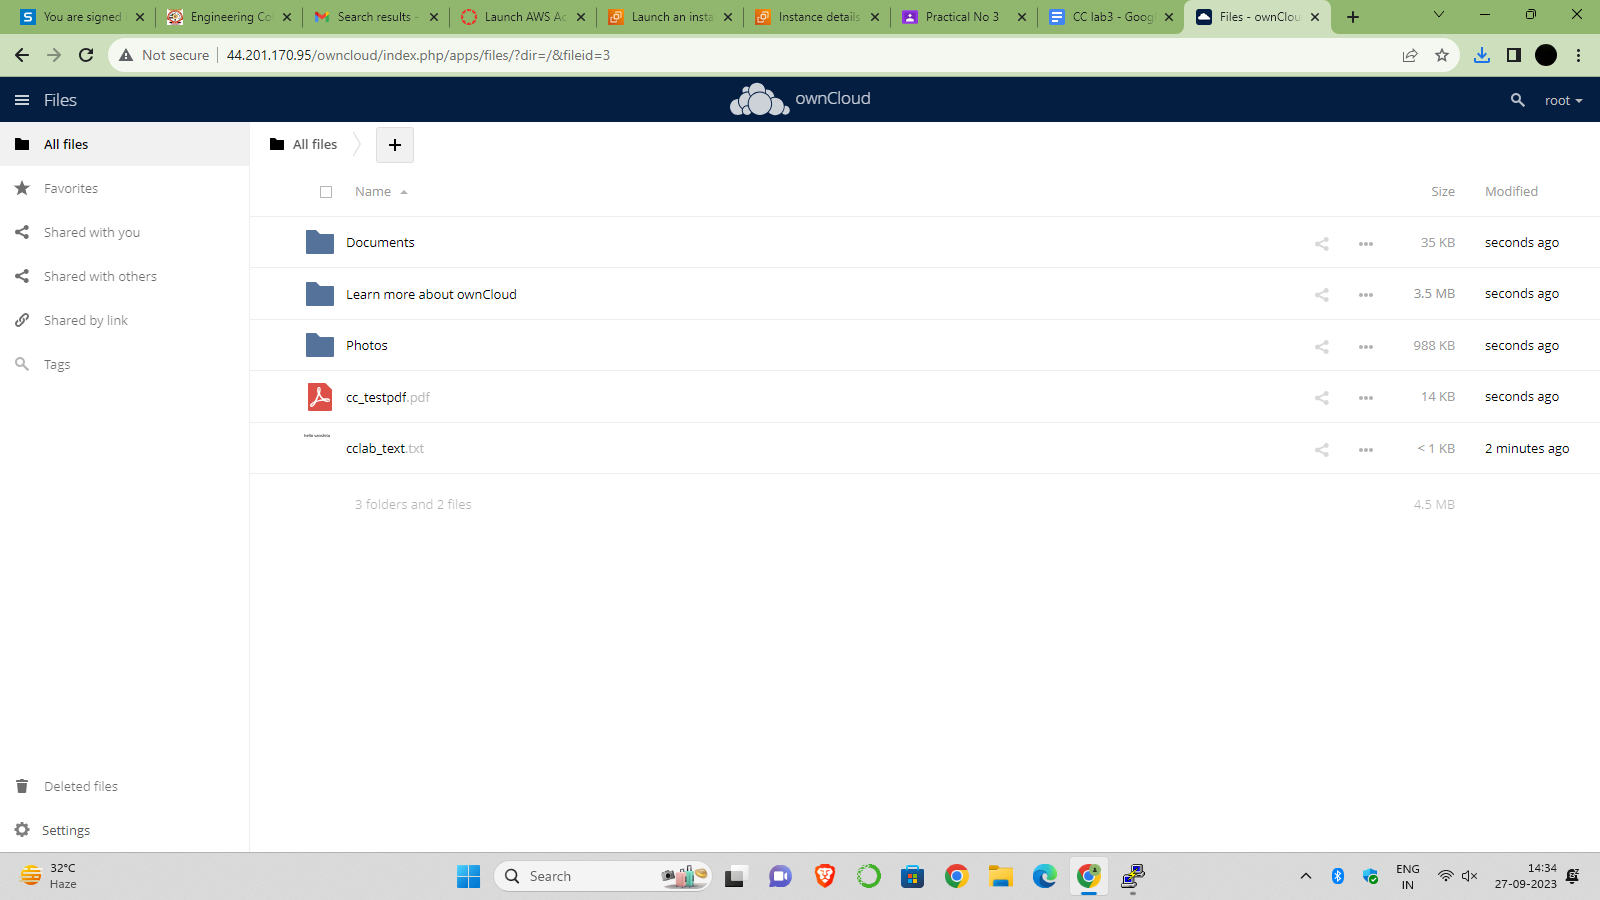 You are signed
Engineering Co
Search results -
Launch AWS Ac
Launch an insta
Instance details
Practical No 3
CC lab3 - Goog
Files - ownClou
Not secure
44.201.170.95/owncloud/index.php/apps/files/?dir=/&fileid=3
Files
ownCloud
root
All files
Favorites
Shared with you
Shared with others
Shared by link
Tags
Deleted files
Settings
All files
+
Name Size Modified
Documents 35 KB seconds ago
Learn more about ownCloud 3.5 MB seconds ago
Photos 988 KB seconds ago
cc_testpdf.pdf 14 KB seconds ago
cclab_text.txt < 1 KB 2 minutes ago
3 folders and 2 files 4.5 MB
32°C
Haze
Search
ENG
IN
14:34
27-09-2023